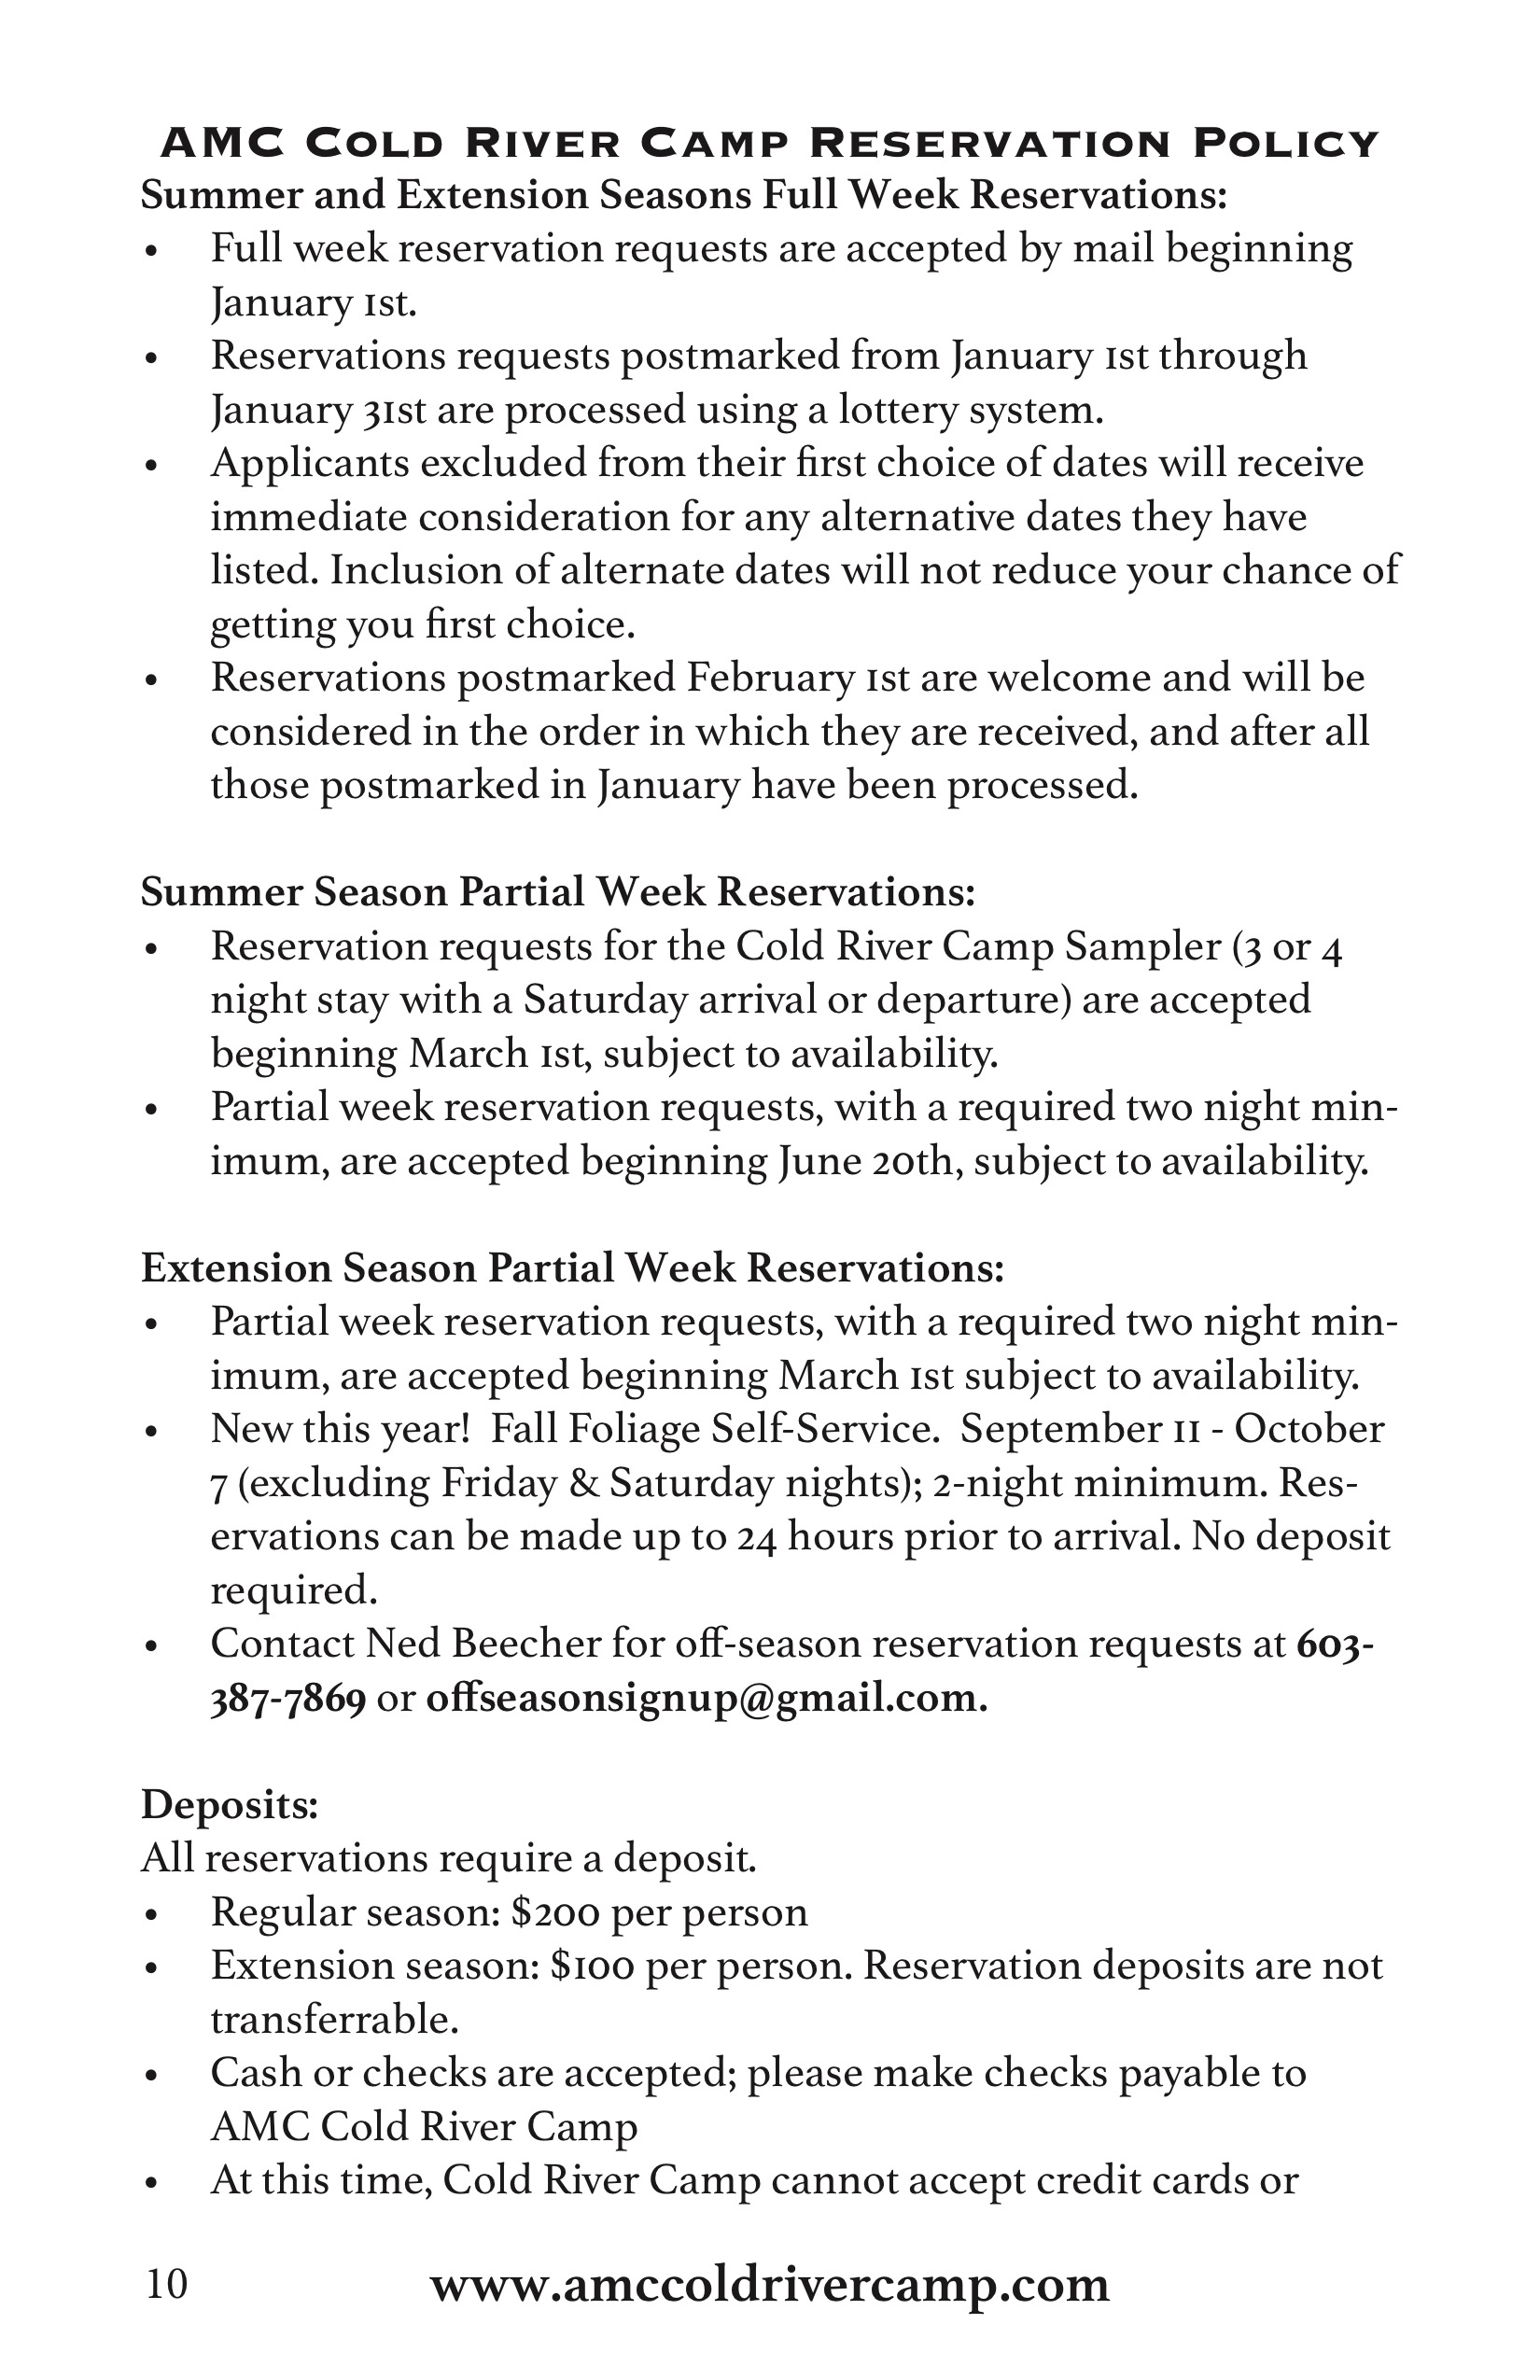 AMC Cold River Camp Reservation Policy
Summer and Extension Seasons Full Week Reservations:
• Full week reservation requests are accepted by mail beginning
January 1st.
• Reservations requests postmarked from January 1st through
January 31st are processed using a lottery system.
• Applicants excluded from their first choice of dates will receive
immediate consideration for any alternative dates they have
listed. Inclusion of alternate dates will not reduce your chance of
getting you first choice.
• Reservations postmarked February 1st are welcome and will be
considered in the order in which they are received, and after all
those postmarked in January have been processed.
Summer Season Partial Week Reservations:
• Reservation requests for the Cold River Camp Sampler (3 or 4
night stay with a Saturday arrival or departure) are accepted
beginning March 1st, subject to availability.
• Partial week reservation requests, with a required two night min-
imum, are accepted beginning June 20th, subject to availability.
Extension Season Partial Week Reservations:
• Partial week reservation requests, with a required two night min-
imum, are accepted beginning March 1st subject to availability.
• New this year!  Fall Foliage Self-Service.  September 11 - October
7 (excluding Friday & Saturday nights); 2-night minimum. Res-
ervations can be made up to 24 hours prior to arrival. No deposit
required.
• Contact Ned Beecher for off-season reservation requests at 603-
387-7869 or offseasonsignup@gmail.com.
Deposits:
All reservations require a deposit.
• Regular season: $200 per person
• Extension season: $100 per person. Reservation deposits are not
transferrable.
• Cash or checks are accepted; please make checks payable to
AMC Cold River Camp
• At this time, Cold River Camp cannot accept credit cards or
10 www.amccoldrivercamp.com